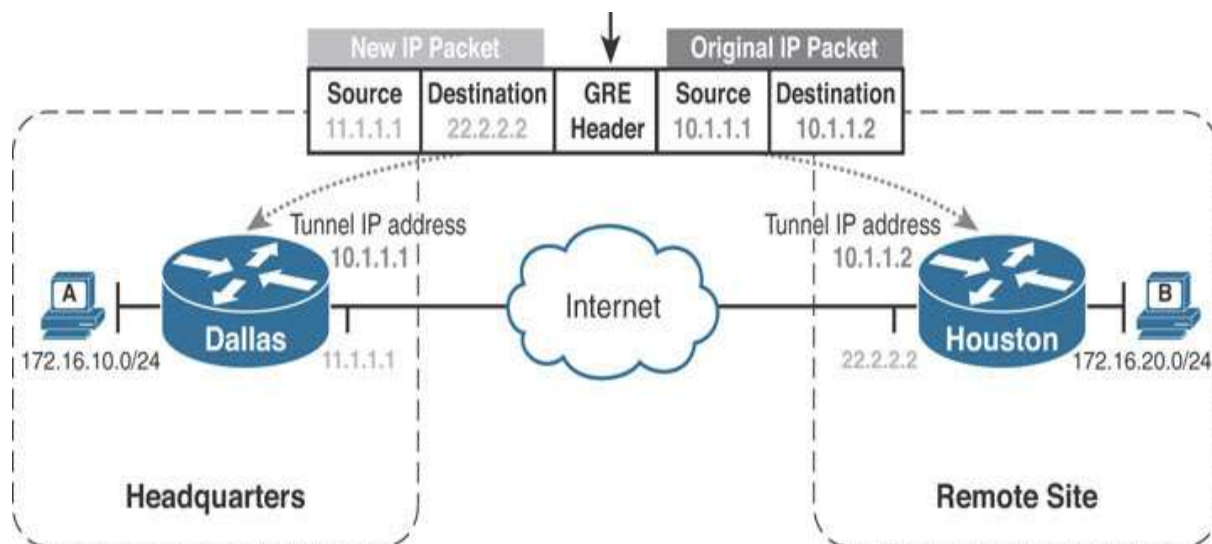 New IP Packet
Original IP Packet
Source Destination GRE Header Source Destination
11.1.1.1 22.2.2.2 10.1.1.1 10.1.1.2
Tunnel IP address
10.1.1.1
Tunnel IP address
10.1.1.2
A
Dallas
172.16.10.0/24
11.1.1.1
Internet
22.2.2.2
Houston
B
172.16.20.0/24
Headquarters
Remote Site